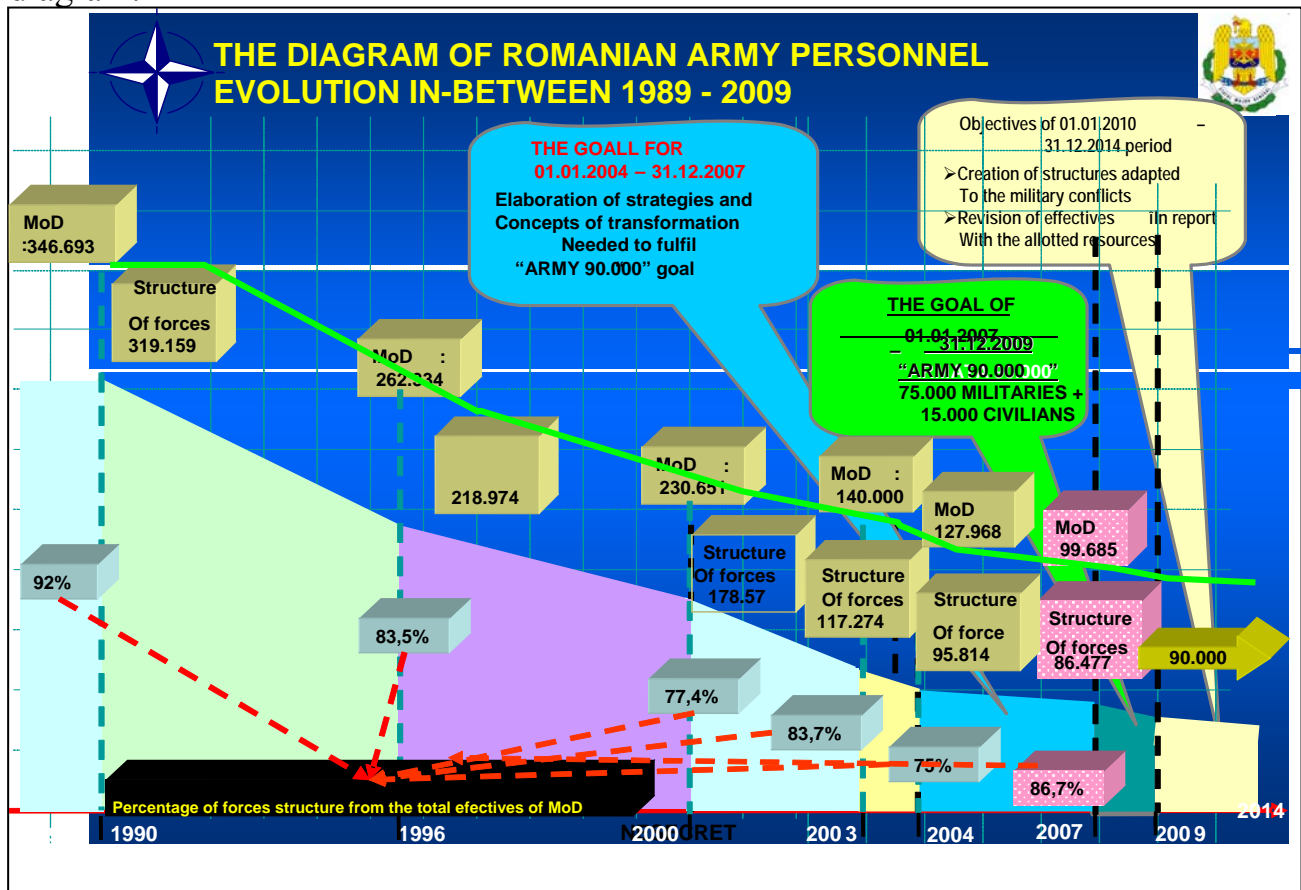 THE DIAGRAM OF ROMANIAN ARMY PERSONNEL
EVOLUTION IN-BETWEEN 1989 - 2009
Objectives of 01.01.2010 –
31.12.2014 period
➢Creation of structures adapted
To the military conflicts
➢Revision of effectives îIn report
With the allotted resources
THE GOALL FOR
01.01.2004 – 31.12.2007
Elaboration of strategies and
Concepts of transformation
Needed to fulfil
“ARMY 90.000” goal
THE GOAL OF
01.01.2007
– 31.12.2009
“ARMY 90.000”
75.000 MILITARIES +
15.000 CIVILIANS
MoD
:346.693
Structure
Of forces
319.159
MoD :
262.334
218.974
MoD :
230.651
Structure
Of forces
178.57
MoD :
140.000
Structure
Of forces
117.274
MoD
127.968
Structure
Of force
95.814
MoD
99.685
Structure
Of forces
86.477
90.000
92%
83,5%
77,4%
83,7%
75%
86,7%
Percentage of forces structure from the total efectives of MoD
1990
1996
2000
2003
2004
2007
2009
2014